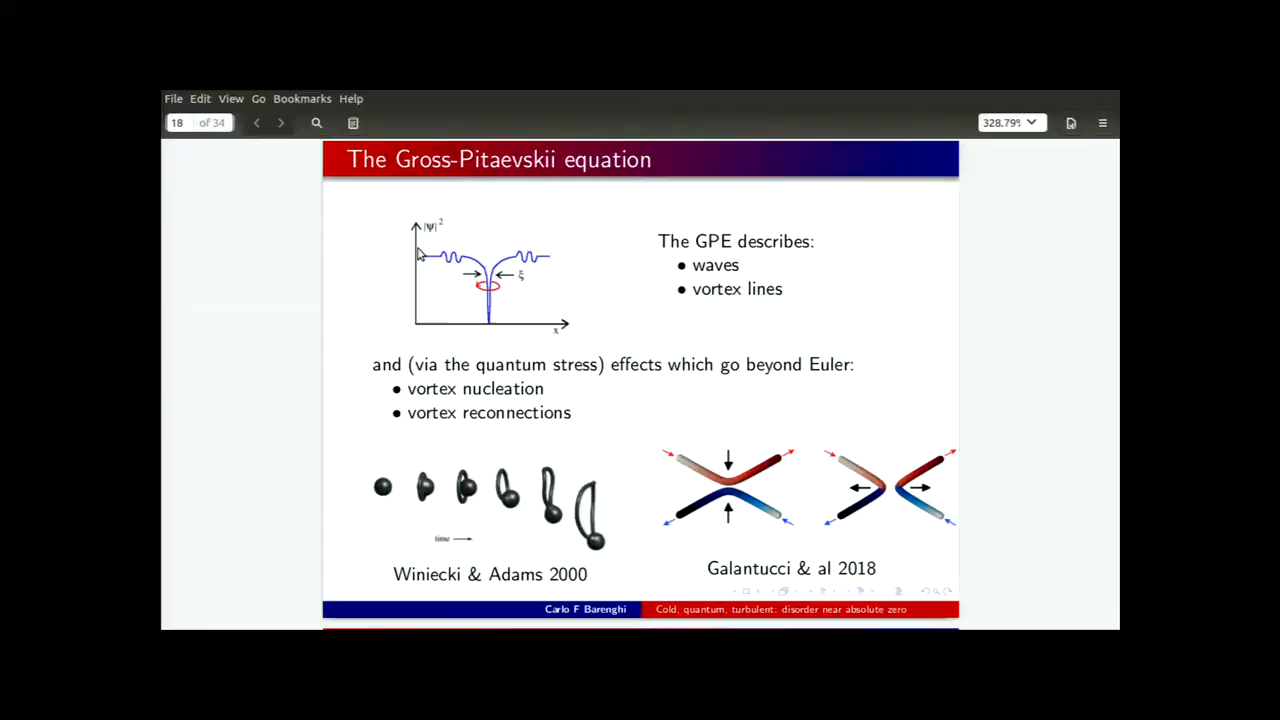 File Edit View Go Bookmarks Help
18 of 34
328.79%
The Gross-Pitaevskii equation
|ψ|²
ξ
x
The GPE describes:
• waves
• vortex lines
and (via the quantum stress) effects which go beyond Euler:
• vortex nucleation
• vortex reconnections
time
Winiecki & Adams 2000
Galantucci & al 2018
Carlo F Barenghi
Cold, quantum, turbulent: disorder near absolute zero